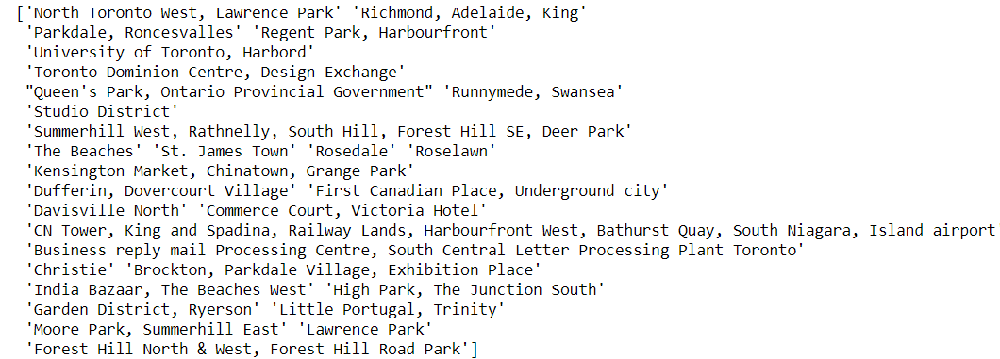 ['North Toronto West, Lawrence Park' 'Richmond, Adelaide, King'
'Parkdale, Roncesvalles' 'Regent Park, Harbourfront'
'University of Toronto, Harbord'
'Toronto Dominion Centre, Design Exchange'
"Queen's Park, Ontario Provincial Government" 'Runnymede, Swansea'
'Studio District'
'Summerhill West, Rathnelly, South Hill, Forest Hill SE, Deer Park'
'The Beaches' 'St. James Town' 'Rosedale' 'Roselawn'
'Kensington Market, Chinatown, Grange Park'
'Dufferin, Dovercourt Village' 'First Canadian Place, Underground city'
'Davisville North' 'Commerce Court, Victoria Hotel'
'CN Tower, King and Spadina, Railway Lands, Harbourfront West, Bathurst Quay, South Niagara, Island airport
'Business reply mail Processing Centre, South Central Letter Processing Plant Toronto'
'Christie' 'Brockton, Parkdale Village, Exhibition Place'
'India Bazaar, The Beaches West' 'High Park, The Junction South'
'Garden District, Ryerson' 'Little Portugal, Trinity'
'Moore Park, Summerhill East' 'Lawrence Park'
'Forest Hill North & West, Forest Hill Road Park']